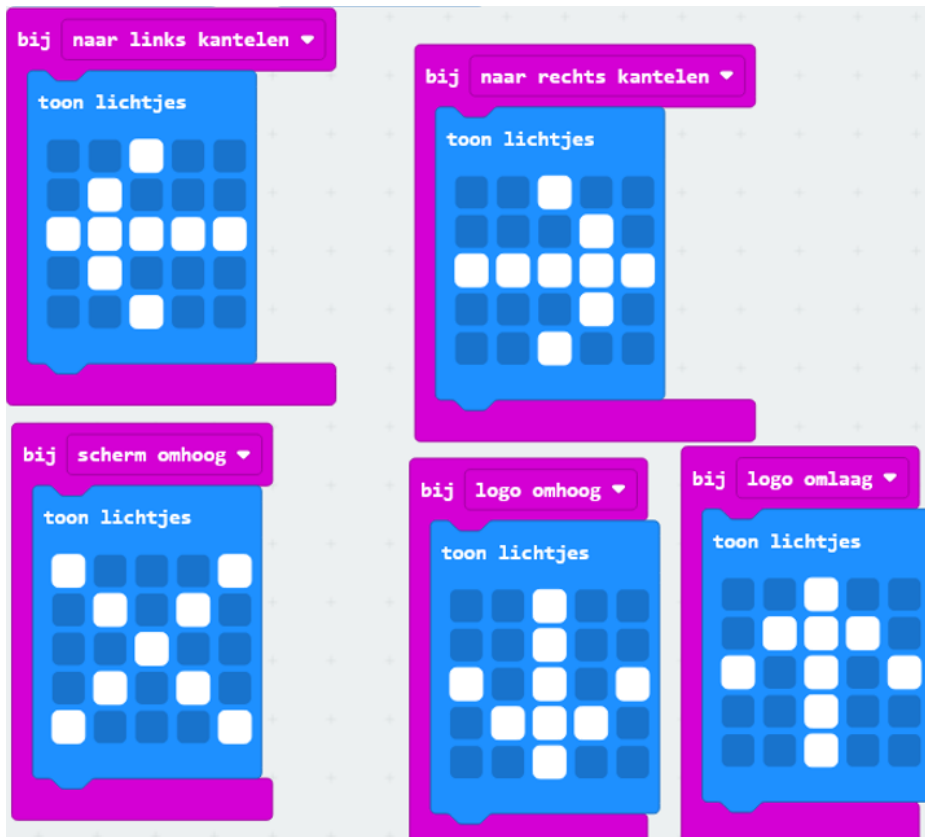 bij naar links kantelen
toon lichtjes
bij naar rechts kantelen
toon lichtjes
bij scherm omhoog
toon lichtjes
bij logo omhoog
toon lichtjes
bij logo omlaag
toon lichtjes